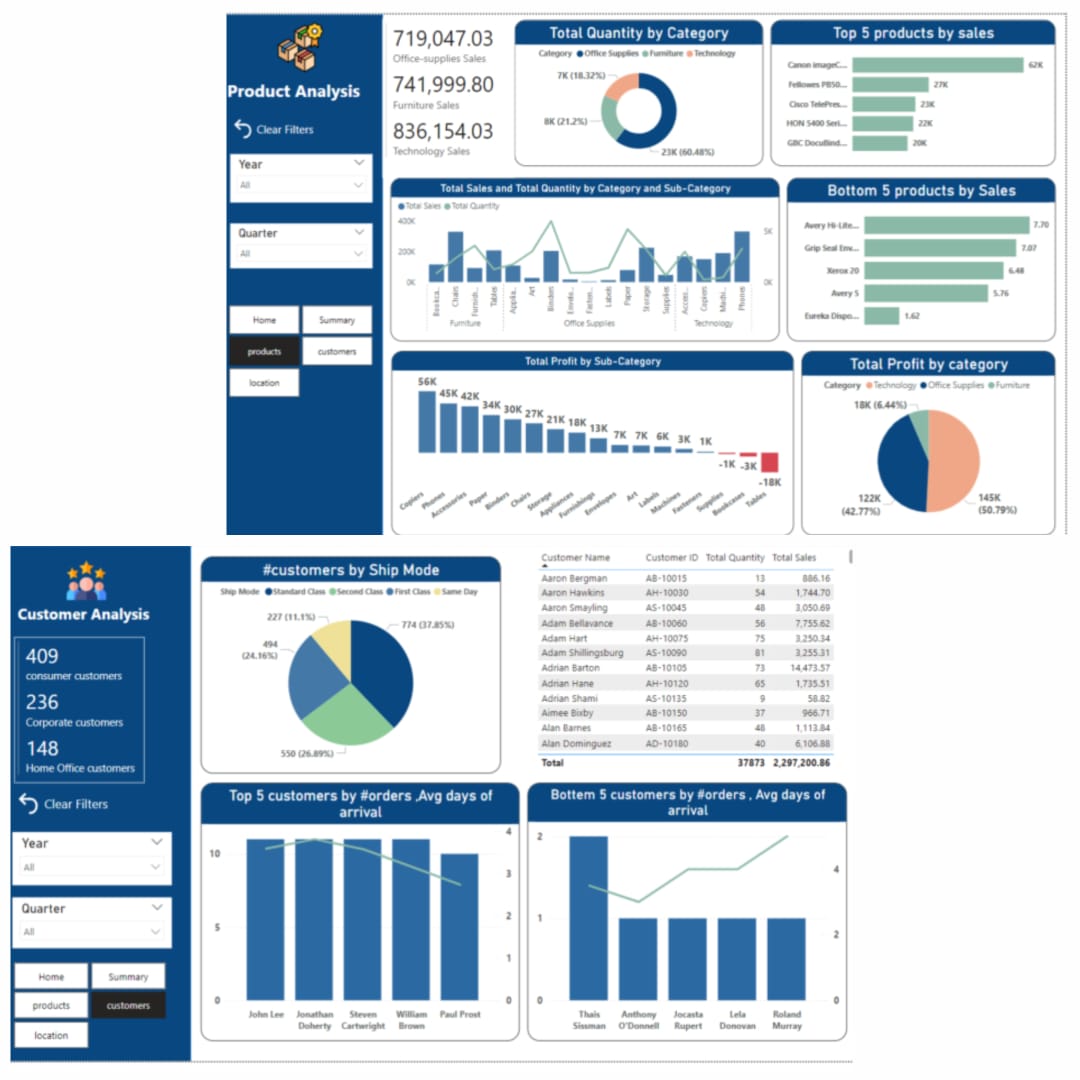 Product Analysis
Clear Filters
Year
All
Quarter
All
Home
Summary
products
customers
location
719,047.03
Office-supplies Sales
741,999.80
Furniture Sales
836,154.03
Technology Sales
Total Quantity by Category
Category Office Supplies Furniture Technology
7K (18.32%)
8K (21.2%)
23K (60.48%)
Top 5 products by sales
Canon imageC... 62K
Fellowes PB50... 27K
Cisco TelePres... 23K
HON 5400 Seri... 22K
GBC DocuBind... 20K
Total Sales and Total Quantity by Category and Sub-Category
Total Sales Total Quantity
400K
200K
0K
5K
0K
Bookca...
Chairs
Furnish...
Tables
Applia...
Art
Binders
Envelo...
Fasten...
Labels
Paper
Storage
Supplies
Access...
Copiers
Machi...
Phones
Furniture
Office Supplies
Technology
Bottom 5 products by Sales
Avery Hi-Lite... 7.70
Grip Seal Env... 7.07
Xerox 20 6.48
Avery 5 5.76
Eureka Dispo... 1.62
Total Profit by Sub-Category
56K
45K
42K
34K
30K
27K
21K
18K
13K
7K
7K
6K
3K
1K
-1K
-3K
-18K
Copiers
Phones
Accessories
Paper
Binders
Chairs
Storage
Appliances
Furnishings
Envelopes
Art
Labels
Machines
Fasteners
Supplies
Bookcases
Tables
Total Profit by category
Category Technology Office Supplies Furniture
18K (6.44%)
122K
(42.77%)
145K
(50.79%)
Customer Analysis
409
consumer customers
236
Corporate customers
148
Home Office customers
Clear Filters
Year
All
Quarter
All
Home
Summary
products
customers
location
#customers by Ship Mode
Ship Mode Standard Class Second Class First Class Same Day
227 (11.1%)
774 (37.85%)
494
(24.16%)
550 (26.89%)
Customer Name Customer ID Total Quantity Total Sales
Aaron Bergman AB-10015 13 886.16
Aaron Hawkins AH-10030 54 1,744.70
Aaron Smayling AS-10045 48 3,050.69
Adam Bellavance AB-10060 56 7,755.62
Adam Hart AH-10075 75 3,250.34
Adam Shillingsburg AS-10090 81 3,255.31
Adrian Barton AB-10105 73 14,473.57
Adrian Hane AH-10120 65 1,735.51
Adrian Shami AS-10135 9 58.82
Aimee Bixby AB-10150 37 966.71
Alan Barnes AB-10165 48 1,113.84
Alan Dominguez AD-10180 40 6,106.88
Total 37873 2,297,200.86
Top 5 customers by #orders ,Avg days of
arrival
10
5
0
4
3
2
1
0
John Lee
Jonathan
Doherty
Steven
Cartwright
William
Brown
Paul Prost
Bottem 5 customers by #orders , Avg days of
arrival
2
1
0
4
2
0
Thais
Sissman
Anthony
O'Donnell
Jocasta
Rupert
Lela
Donovan
Roland
Murray